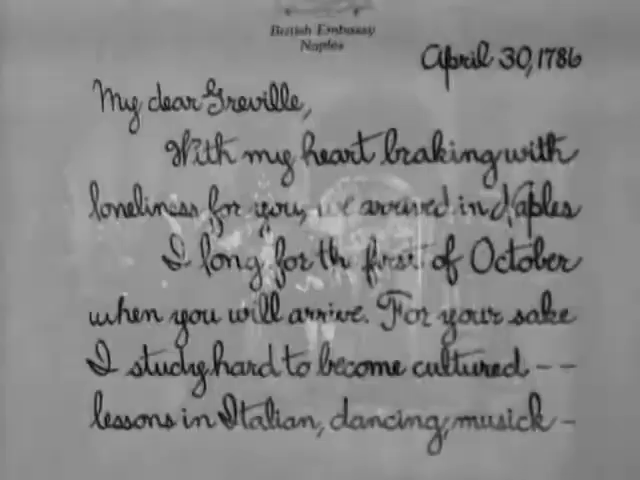 British Embassy
Naples
April 30, 1786
My dear Greville,
With my heart braking with
loneliness for you, we arrived in Naples
I long for th first of October
when you will arrive. For your sake
I study hard to become cultured --
lessons in Italian, dancing, musick -